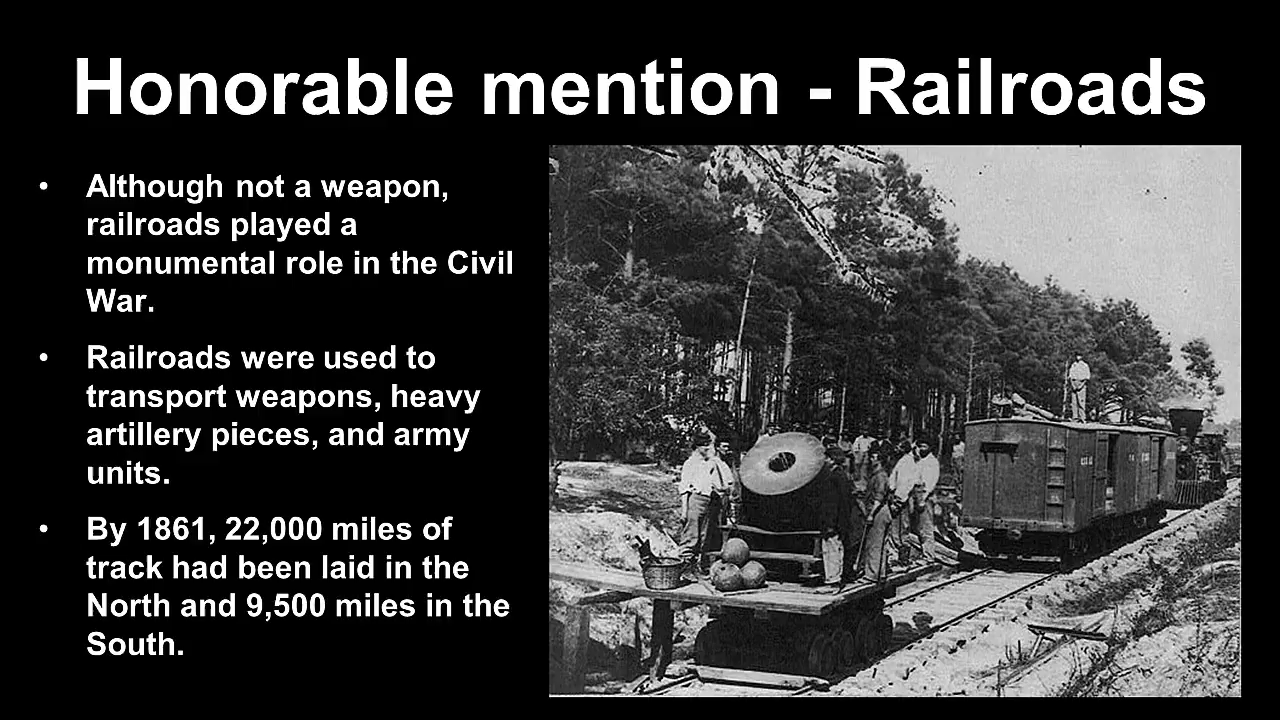 Honorable mention - Railroads
• Although not a weapon,
railroads played a
monumental role in the Civil
War.
• Railroads were used to
transport weapons, heavy
artillery pieces, and army
units.
• By 1861, 22,000 miles of
track had been laid in the
North and 9,500 miles in the
South.